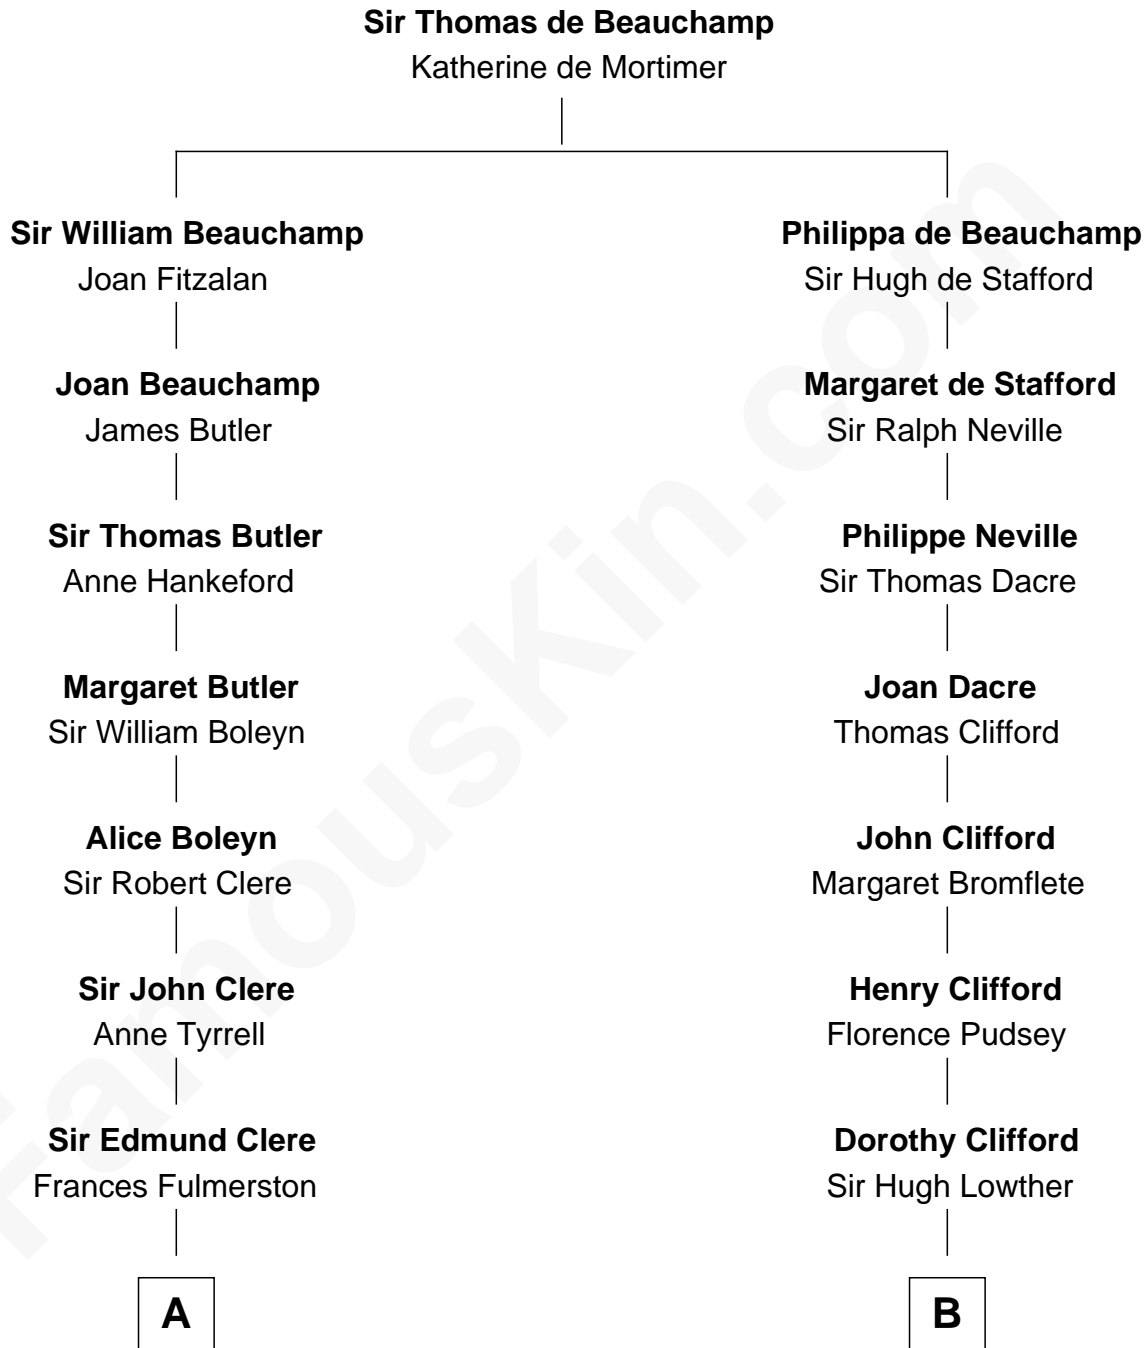 Sir Thomas de Beauchamp
Katherine de Mortimer
Sir William Beauchamp
Joan Fitzalan
Philippa de Beauchamp
Sir Hugh de Stafford
Joan Beauchamp
James Butler
Margaret de Stafford
Sir Ralph Neville
Sir Thomas Butler
Anne Hankeford
Philippe Neville
Sir Thomas Dacre
Margaret Butler
Sir William Boleyn
Joan Dacre
Thomas Clifford
Alice Boleyn
Sir Robert Clere
John Clifford
Margaret Bromflete
Sir John Clere
Anne Tyrrell
Henry Clifford
Florence Pudsey
Sir Edmund Clere
Frances Fulmerston
Dorothy Clifford
Sir Hugh Lowther
A
B
FamousKin.com